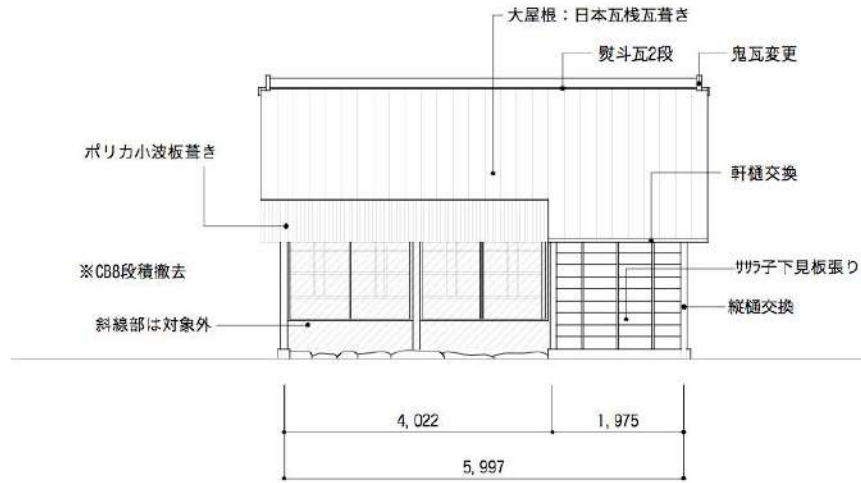 大屋根：日本瓦桟瓦葺き
熨斗瓦2段
鬼瓦変更
ポリカ小波板葺き
軒樋交換
※CB8段積撤去
ｻｻﾗ子下見板張り
縦樋交換
斜線部は対象外
4,022
1,975
5,997